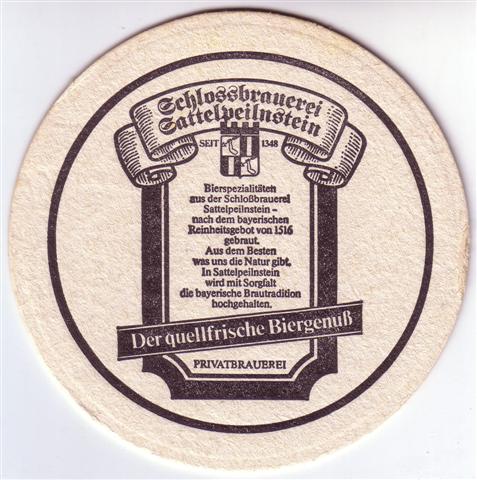 Schlossbrauerei
Sattelpeilnstein
SEIT 1348
Bierspezialitäten
aus der Schloßbrauerei
Sattelpeilnstein –
nach dem bayerischen
Reinheitsgebot von 1516
gebraut.
Aus dem Besten
was uns die Natur gibt.
In Sattelpeilnstein
wird mit Sorgfalt
die bayerische Brautradition
hochgehalten.
Der quellfrische Biergenuß
PRIVATBRAUEREI